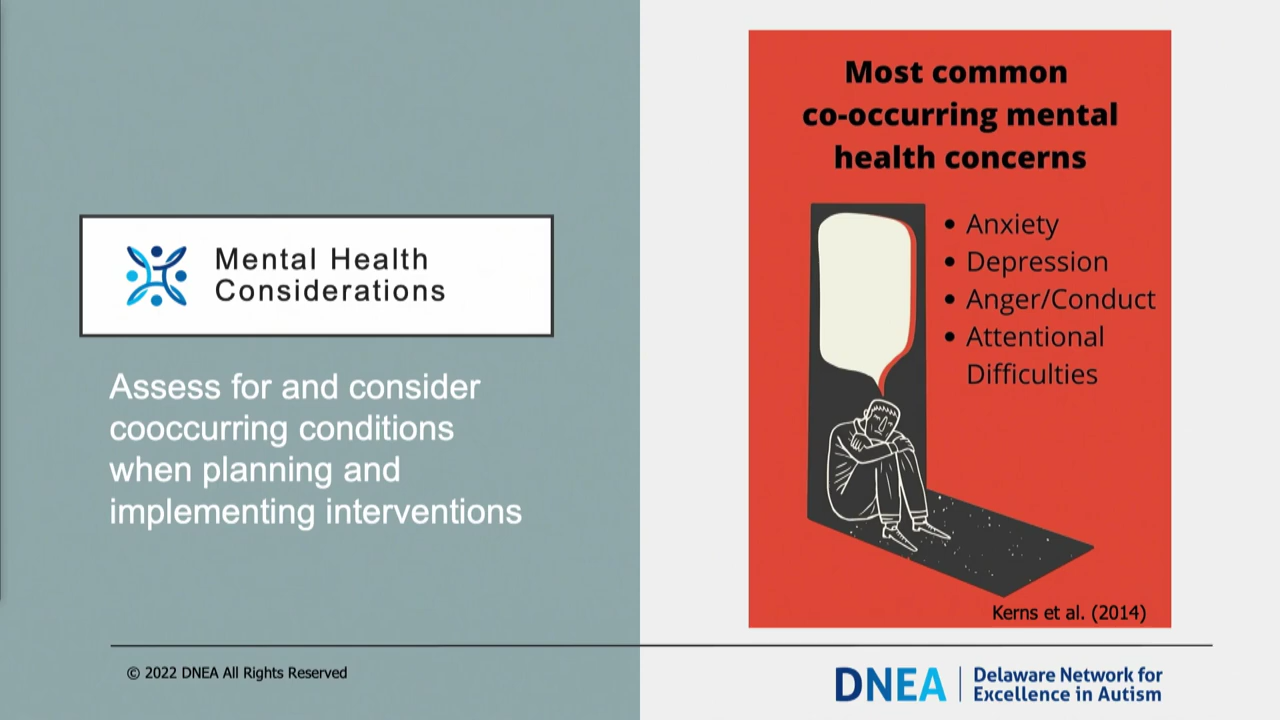 Mental Health
Considerations
Assess for and consider
cooccurring conditions
when planning and
implementing interventions
Most common
co-occurring mental
health concerns
• Anxiety
• Depression
• Anger/Conduct
• Attentional
Difficulties
Kerns et al. (2014)
© 2022 DNEA All Rights Reserved
DNEA
Delaware Network for
Excellence in Autism